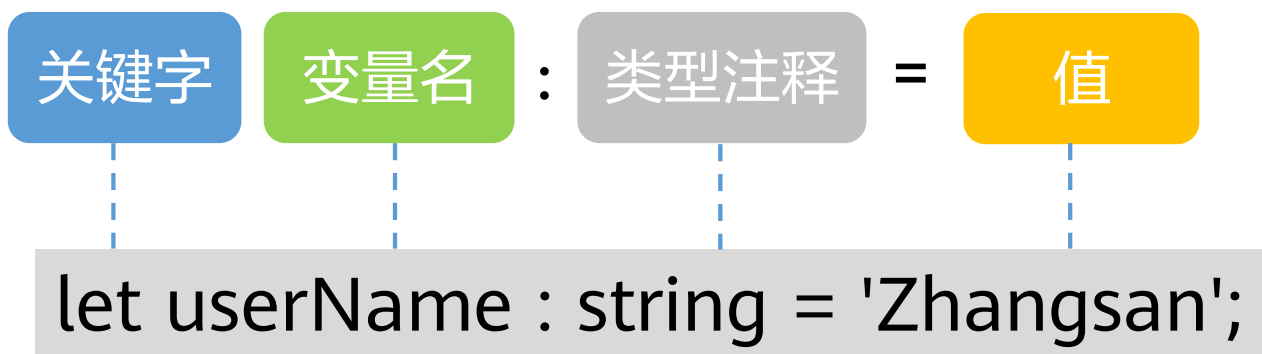 关键字 变量名 : 类型注释 = 值
let userName : string = 'Zhangsan';